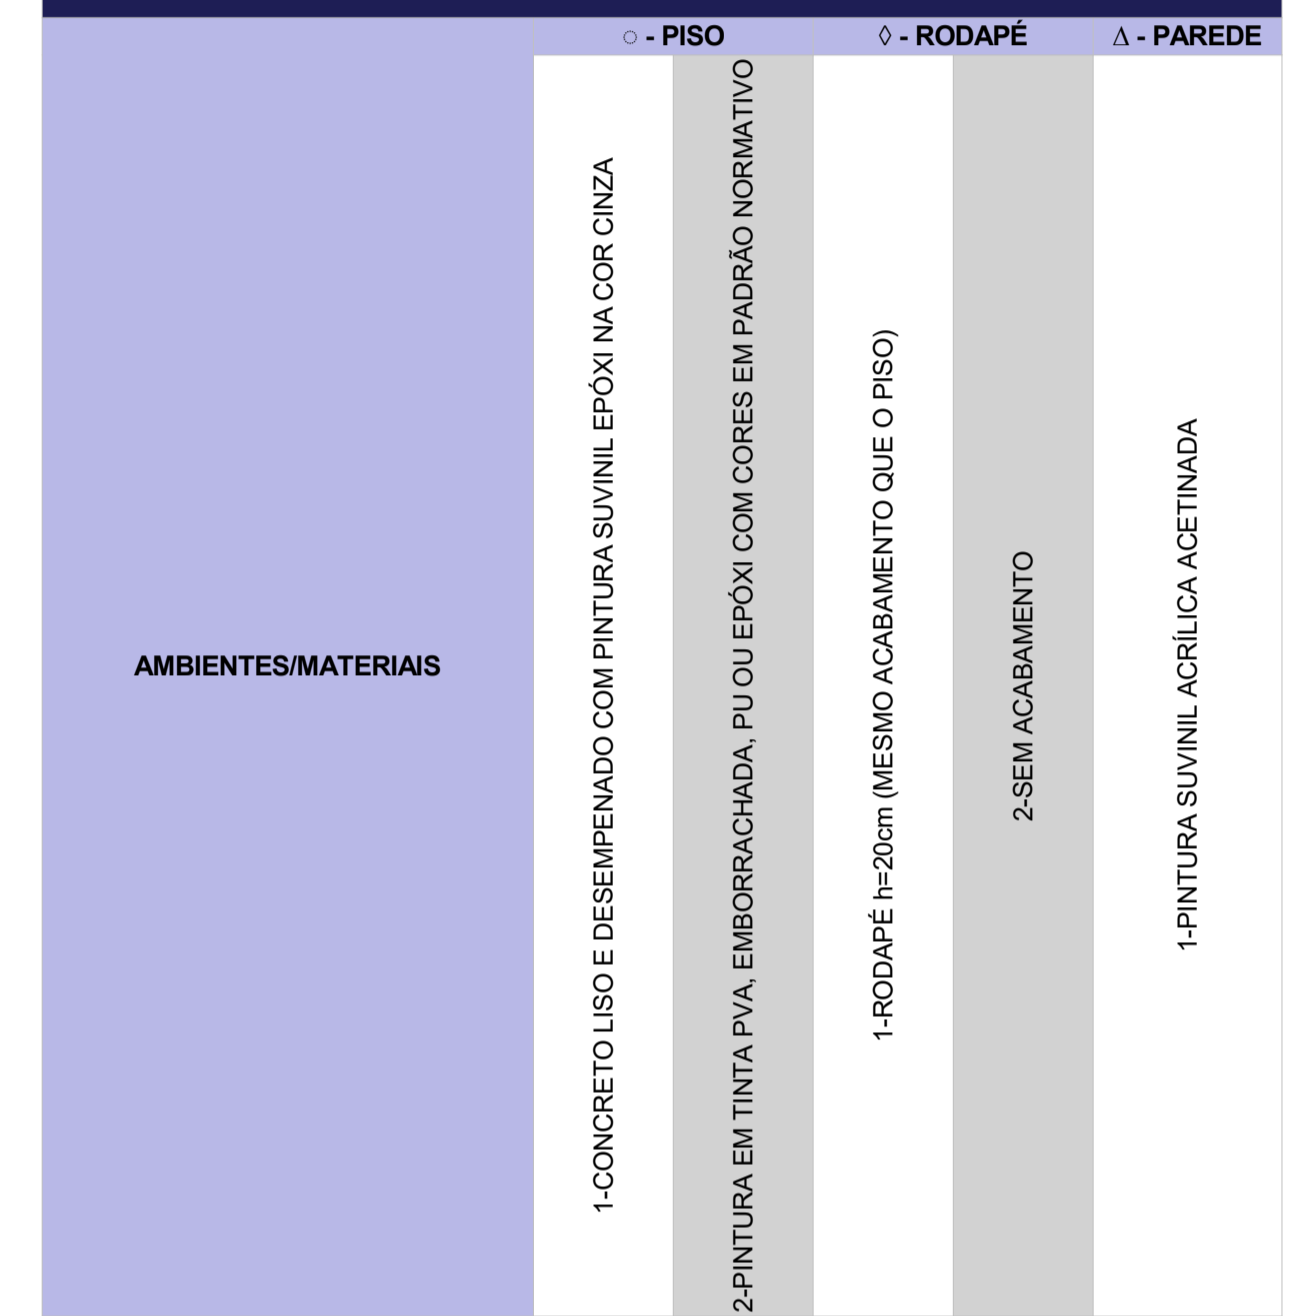 ◌ - PISO
◊ - RODAPÉ
Δ - PAREDE
AMBIENTES/MATERIAIS
1-CONCRETO LISO E DESEMPENADO COM PINTURA SUVINIL EPÓXI NA COR CINZA
2-PINTURA EM TINTA PVA, EMBORRACHADA, PU OU EPÓXI COM CORES EM PADRÃO NORMATIVO
1-RODAPÉ h=20cm (MESMO ACABAMENTO QUE O PISO)
2-SEM ACABAMENTO
1-PINTURA SUVINIL ACRÍLICA ACETINADA